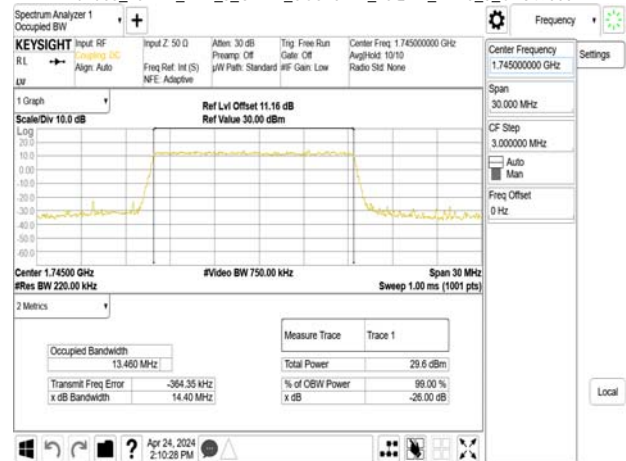 Spectrum Analyzer 1
Occupied BW
Frequency
KEYSIGHT
Input: RF
Coupling: DC
Align: Auto
Input Z: 50 Ω
Freq Ref: Int (S)
NFE: Adaptive
Atten: 30 dB
Preamp: Off
µW Path: Standard
Trig: Free Run
Gate: Off
#IF Gain: Low
Center Freq: 1.745000000 GHz
Avg|Hold: 10/10
Radio Std: None
RL
LV
Center Frequency
1.745000000 GHz
Settings
Span
30.000 MHz
CF Step
3.000000 MHz
Auto
Man
Freq Offset
0 Hz
Local
1 Graph
Scale/Div 10.0 dB
Ref Lvl Offset 11.16 dB
Ref Value 30.00 dBm
Log
20.0
10.0
0.00
-10.0
-20.0
-30.0
-40.0
-50.0
-60.0
Center 1.74500 GHz
#Video BW 750.00 kHz
Span 30 MHz
#Res BW 220.00 kHz
Sweep 1.00 ms (1001 pts)
2 Metrics
Measure Trace
Trace 1
Occupied Bandwidth
13.460 MHz
Total Power
29.6 dBm
Transmit Freq Error
-364.35 kHz
% of OBW Power
99.00 %
x dB Bandwidth
14.40 MHz
x dB
-26.00 dB
?
Apr 24, 2024
2:10:28 PM